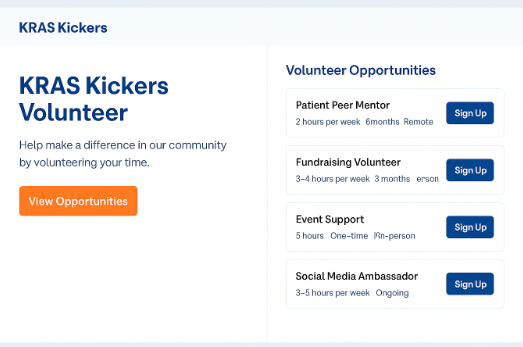 KRAS Kickers
KRAS Kickers
Volunteer
Help make a difference in our community
by volunteering your time.
View Opportunities
Volunteer Opportunities
Patient Peer Mentor
2 hours per week 6months Remote
Sign Up
Fundraising Volunteer
3–4 hours per week 3 months erson
Sign Up
Event Support
5 hours One–time
Sign Up
Social Media Ambassador
3–5 hours per week Ongoing
Sign Up